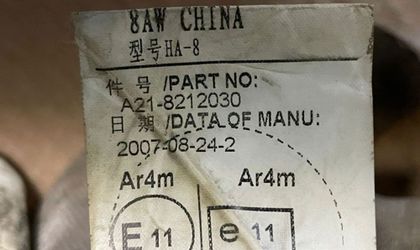 8AW CHINA
型号HA-8
件 号 /PART NO:
A21-8212030
日 期 /DATA OF MANU:
2007-08-24-2
Ar4m Ar4m
E 11 e 11